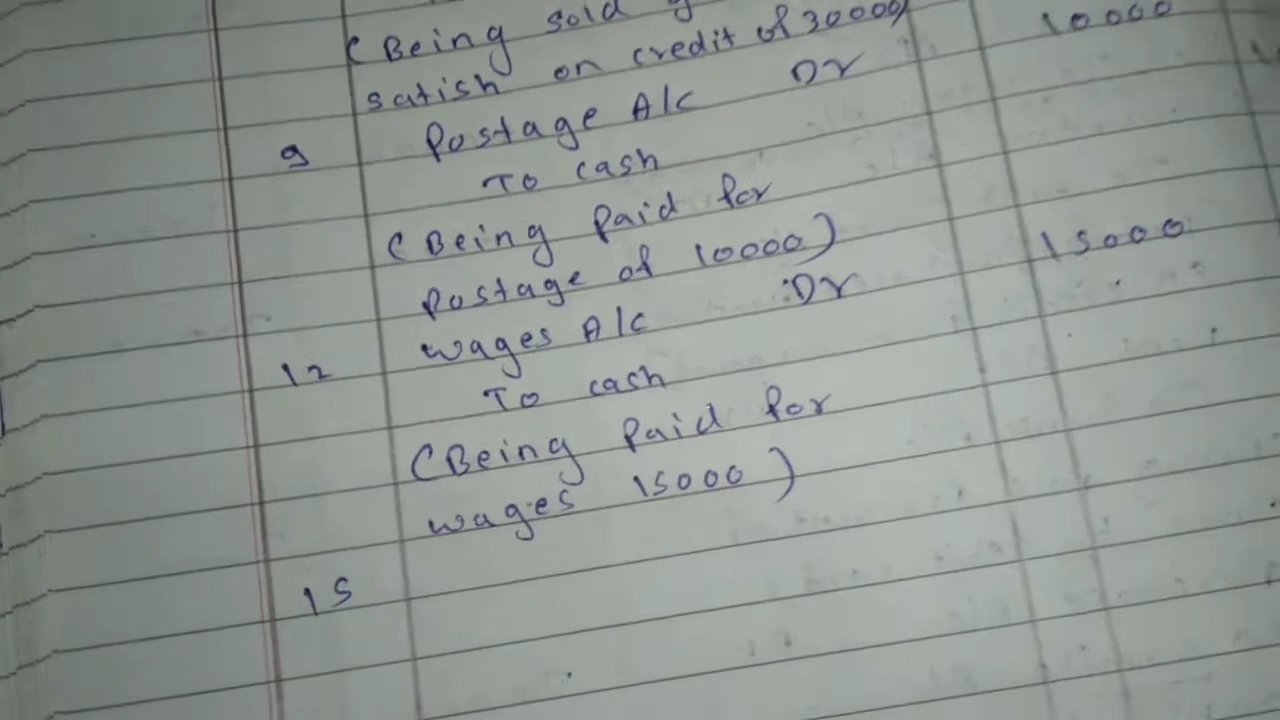 (Being sold
satish on credit of 30000)
9 Postage A/c Dr 10000
To cash
(Being Paid for
Postage of 10000)
12 wages A/c Dr 15000
To cash
(Being Paid for
wages 15000)
15